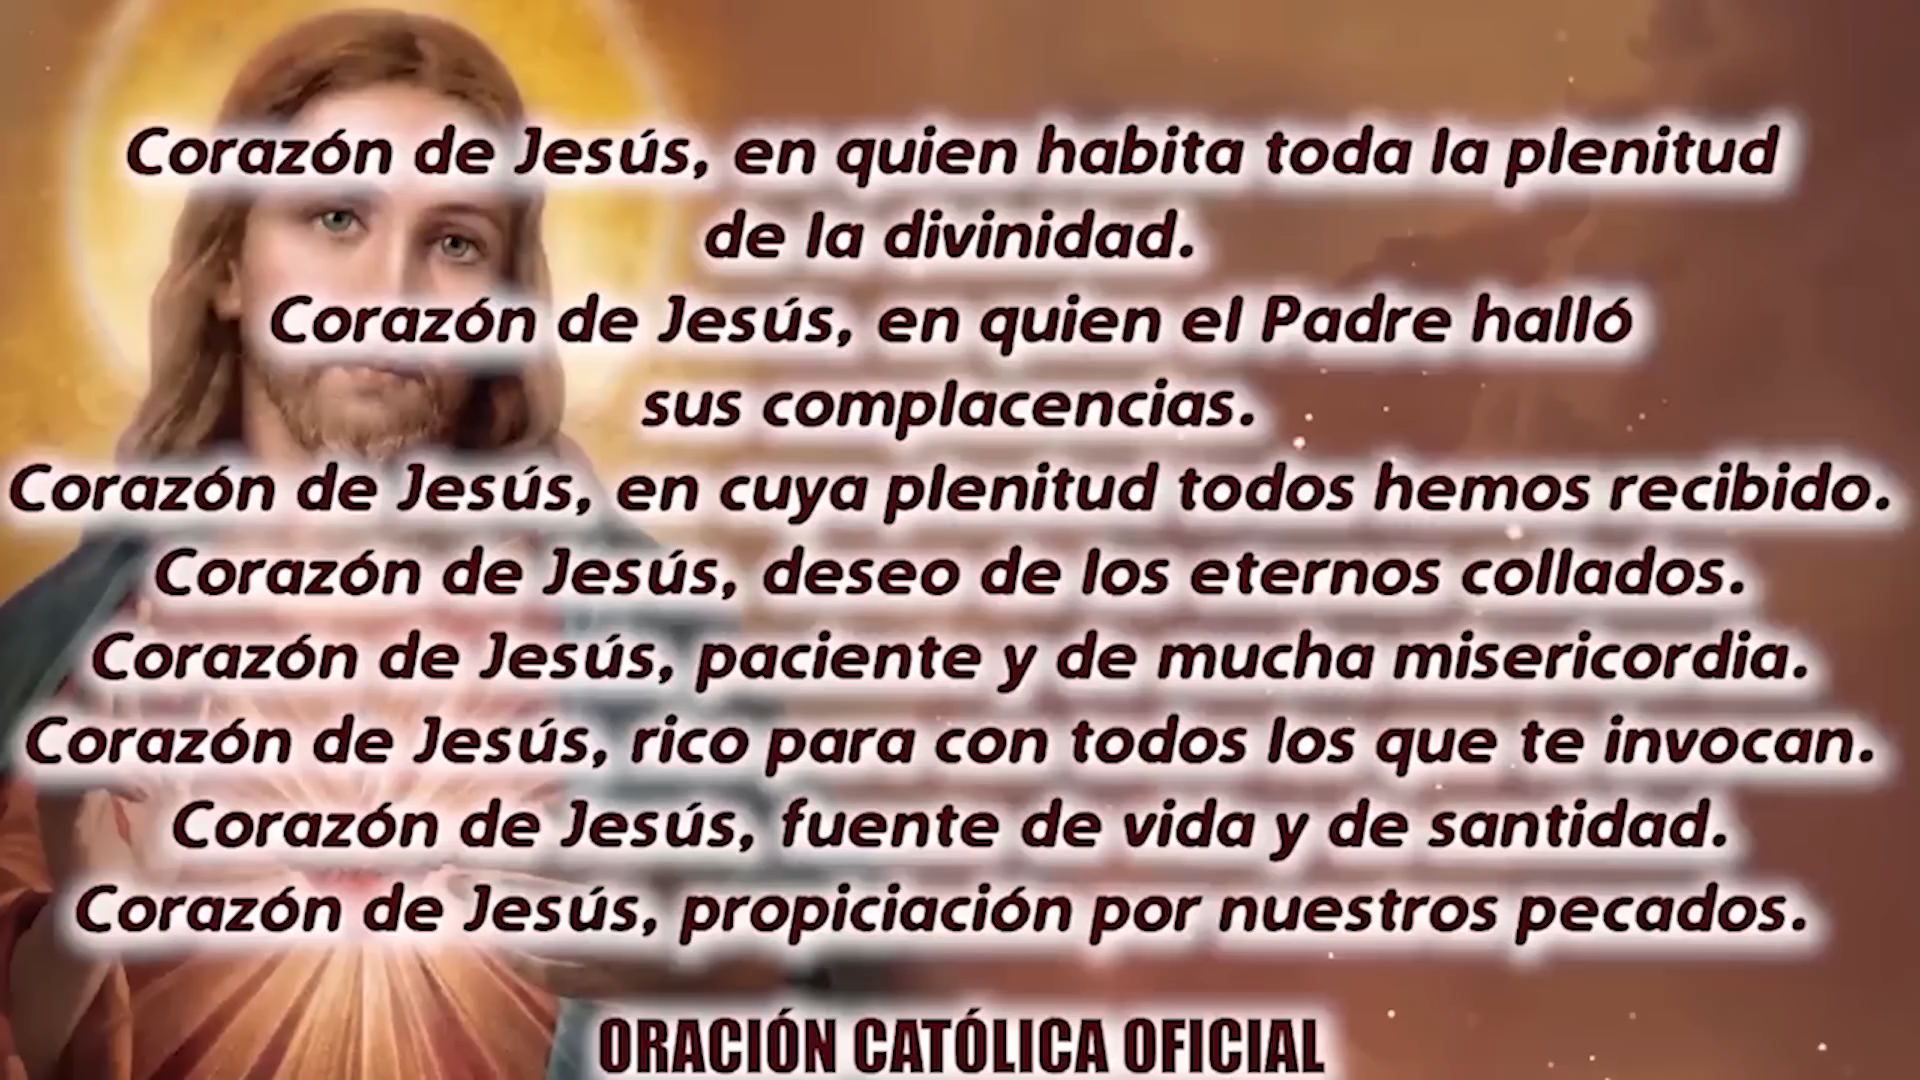 Corazón de Jesús, en quien habita toda la plenitud
de la divinidad.
Corazón de Jesús, en quien el Padre halló
sus complacencias.
Corazón de Jesús, en cuya plenitud todos hemos recibido.
Corazón de Jesús, deseo de los eternos collados.
Corazón de Jesús, paciente y de mucha misericordia.
Corazón de Jesús, rico para con todos los que te invocan.
Corazón de Jesús, fuente de vida y de santidad.
Corazón de Jesús, propiciación por nuestros pecados.
ORACIÓN CATÓLICA OFICIAL